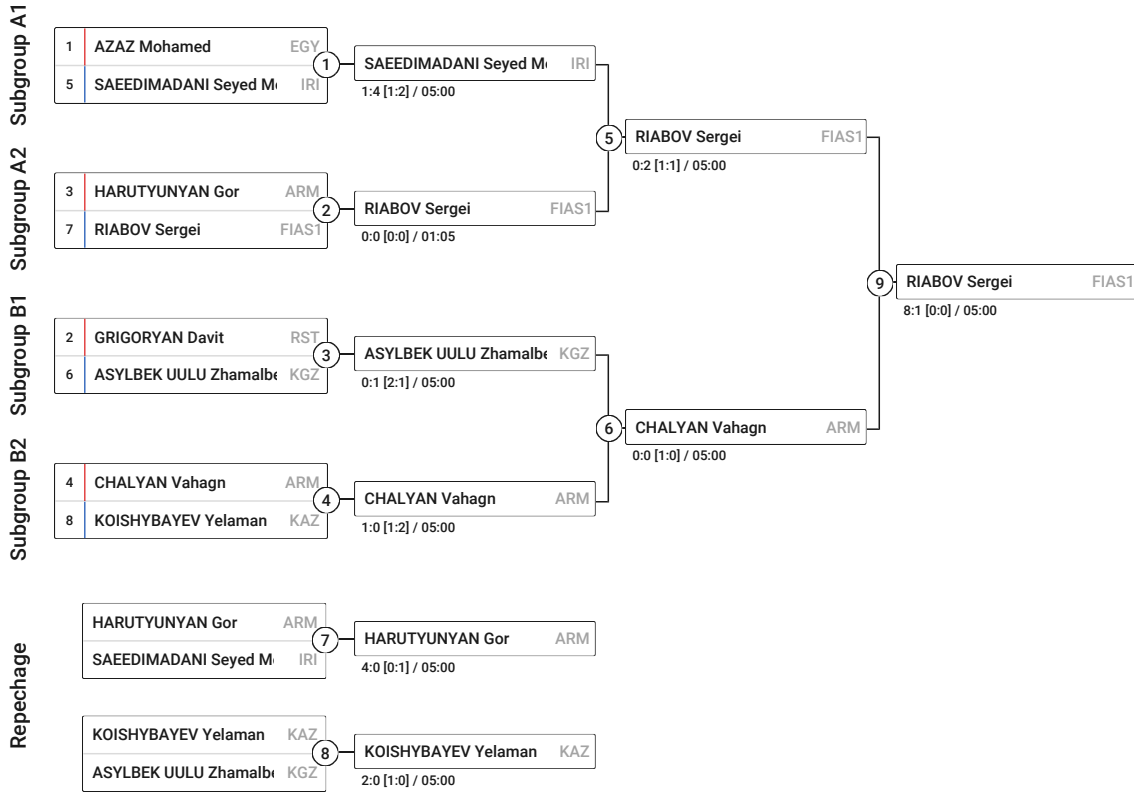 Subgroup A1
1 AZAZ Mohamed EGY
5 SAEEDIMADANI Seyed M IRI
1
SAEEDIMADANI Seyed M IRI
1:4 [1:2] / 05:00
5
RIABOV Sergei FIAS1
0:2 [1:1] / 05:00
Subgroup A2
3 HARUTYUNYAN Gor ARM
7 RIABOV Sergei FIAS1
2
RIABOV Sergei FIAS1
0:0 [0:0] / 01:05
9
RIABOV Sergei FIAS1
8:1 [0:0] / 05:00
Subgroup B1
2 GRIGORYAN Davit RST
6 ASYLBEK UULU Zhamalbe KGZ
3
ASYLBEK UULU Zhamalbe KGZ
0:1 [2:1] / 05:00
6
CHALYAN Vahagn ARM
0:0 [1:0] / 05:00
Subgroup B2
4 CHALYAN Vahagn ARM
8 KOISHYBAYEV Yelaman KAZ
4
CHALYAN Vahagn ARM
1:0 [1:2] / 05:00
Repechage
HARUTYUNYAN Gor ARM
SAEEDIMADANI Seyed M IRI
7
HARUTYUNYAN Gor ARM
4:0 [0:1] / 05:00
KOISHYBAYEV Yelaman KAZ
ASYLBEK UULU Zhamalbe KGZ
8
KOISHYBAYEV Yelaman KAZ
2:0 [1:0] / 05:00